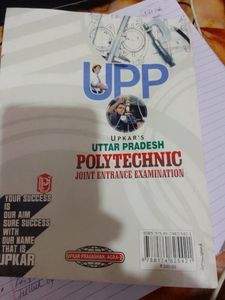 UPP
UPKAR'S
UTTAR PRADESH
POLYTECHNIC
JOINT ENTRANCE EXAMINATION
YOUR SUCCESS
IS
OUR AIM
SURE SUCCESS
WITH
OUR NAME
THAT IS
UPKAR
UPKAR PRAKASHAN, AGRA-2